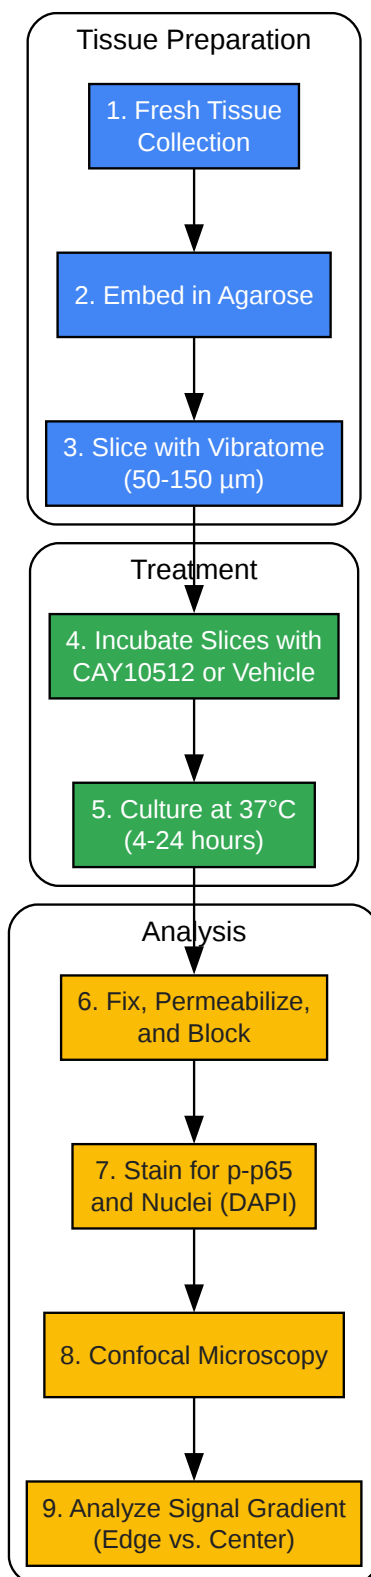 Tissue Preparation
1. Fresh Tissue
Collection
2. Embed in Agarose
3. Slice with Vibratome
(50-150 µm)
Treatment
4. Incubate Slices with
CAY10512 or Vehicle
5. Culture at 37°C
(4-24 hours)
Analysis
6. Fix, Permeabilize,
and Block
7. Stain for p-p65
and Nuclei (DAPI)
8. Confocal Microscopy
9. Analyze Signal Gradient
(Edge vs. Center)